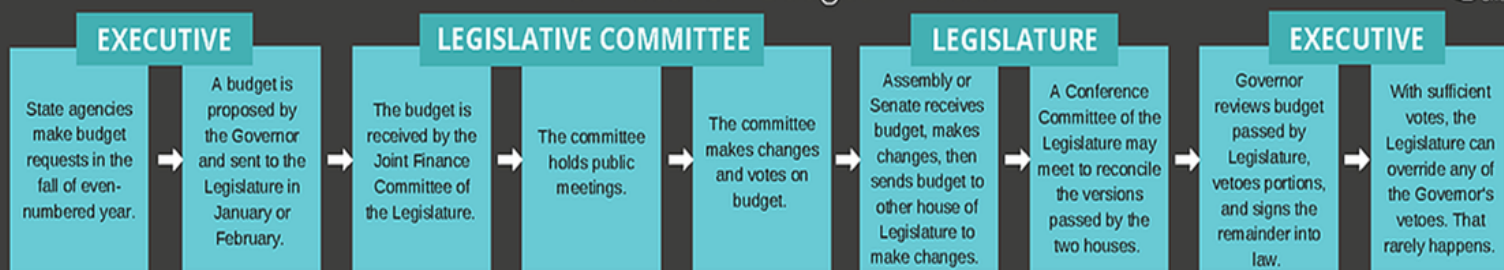 EXECUTIVE
State agencies
make budget
requests in the
fall of even-
numbered year.
A budget is
proposed by
the Governor
and sent to the
Legislature in
January or
February.
LEGISLATIVE COMMITTEE
The budget is
received by the
Joint Finance
Committee of
the Legislature.
The committee
holds public
meetings.
The committee
makes changes
and votes on
budget.
LEGISLATURE
Assembly or
Senate receives
budget, makes
changes, then
sends budget to
other house of
Legislature to
make changes.
A Conference
Committee of the
Legislature may
meet to reconcile
the versions
passed by the
two houses.
EXECUTIVE
Governor
reviews budget
passed by
Legislature,
vetoes portions,
and signs the
remainder into
law.
With sufficient
votes, the
Legislature can
override any of
the Governor's
vetoes. That
rarely happens.